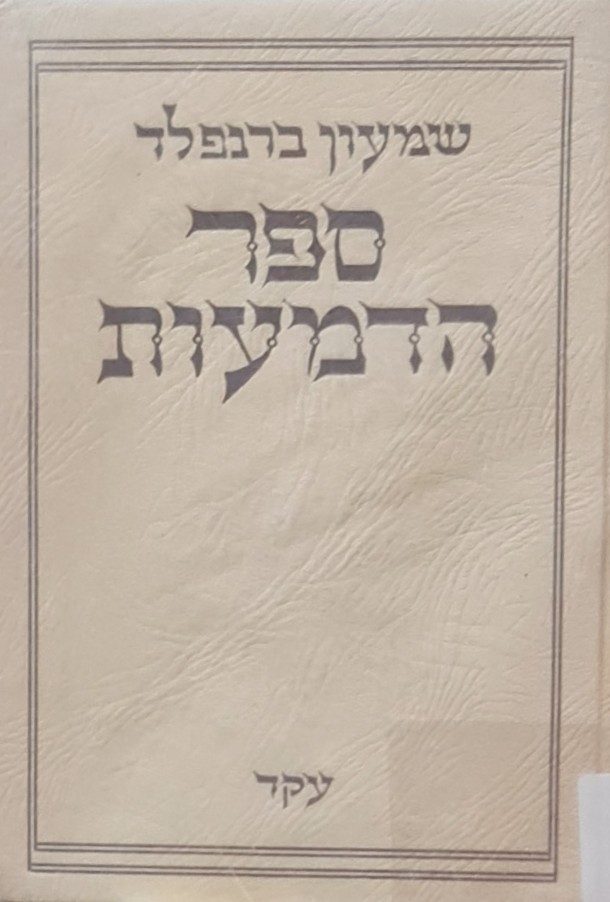 שמעון ברנפלד
ספר
הדמעות
עקד